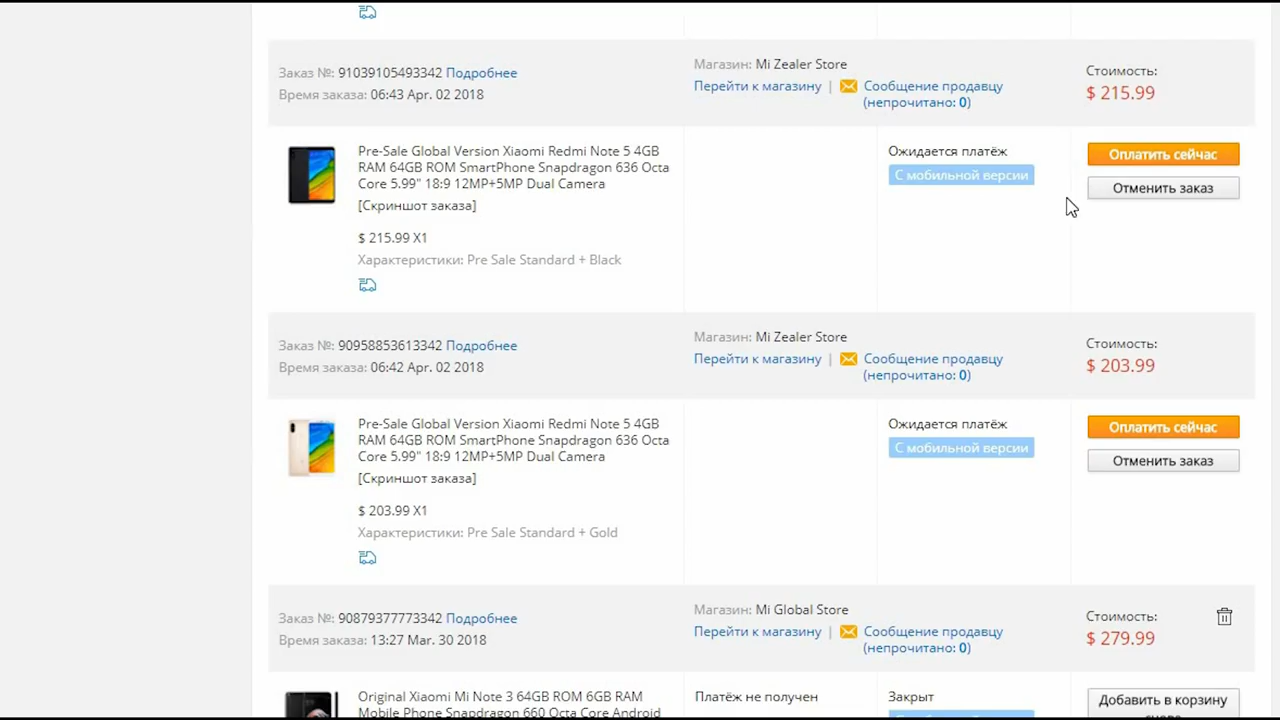 Заказ №: 91039105493342 Подробнее
Время заказа: 06:43 Apr. 02 2018
Магазин: Mi Zealer Store
Перейти к магазину | Сообщение продавцу
(непрочитано: 0)
Стоимость:
$ 215.99
Pre-Sale Global Version Xiaomi Redmi Note 5 4GB
RAM 64GB ROM SmartPhone Snapdragon 636 Octa
Core 5.99" 18:9 12MP+5MP Dual Camera
[Скриншот заказа]
$ 215.99 X1
Характеристики: Pre Sale Standard + Black
Ожидается платёж
С мобильной версии
Оплатить сейчас
Отменить заказ
Заказ №: 90958853613342 Подробнее
Время заказа: 06:42 Apr. 02 2018
Магазин: Mi Zealer Store
Перейти к магазину | Сообщение продавцу
(непрочитано: 0)
Стоимость:
$ 203.99
Pre-Sale Global Version Xiaomi Redmi Note 5 4GB
RAM 64GB ROM SmartPhone Snapdragon 636 Octa
Core 5.99" 18:9 12MP+5MP Dual Camera
[Скриншот заказа]
$ 203.99 X1
Характеристики: Pre Sale Standard + Gold
Ожидается платёж
С мобильной версии
Оплатить сейчас
Отменить заказ
Заказ №: 90879377773342 Подробнее
Время заказа: 13:27 Mar. 30 2018
Магазин: Mi Global Store
Перейти к магазину | Сообщение продавцу
(непрочитано: 0)
Стоимость:
$ 279.99
Original Xiaomi Mi Note 3 64GB ROM 6GB RAM
Mobile Phone Snapdragon 660 Octa Core Android
Платёж не получен
Закрыт
Добавить в корзину